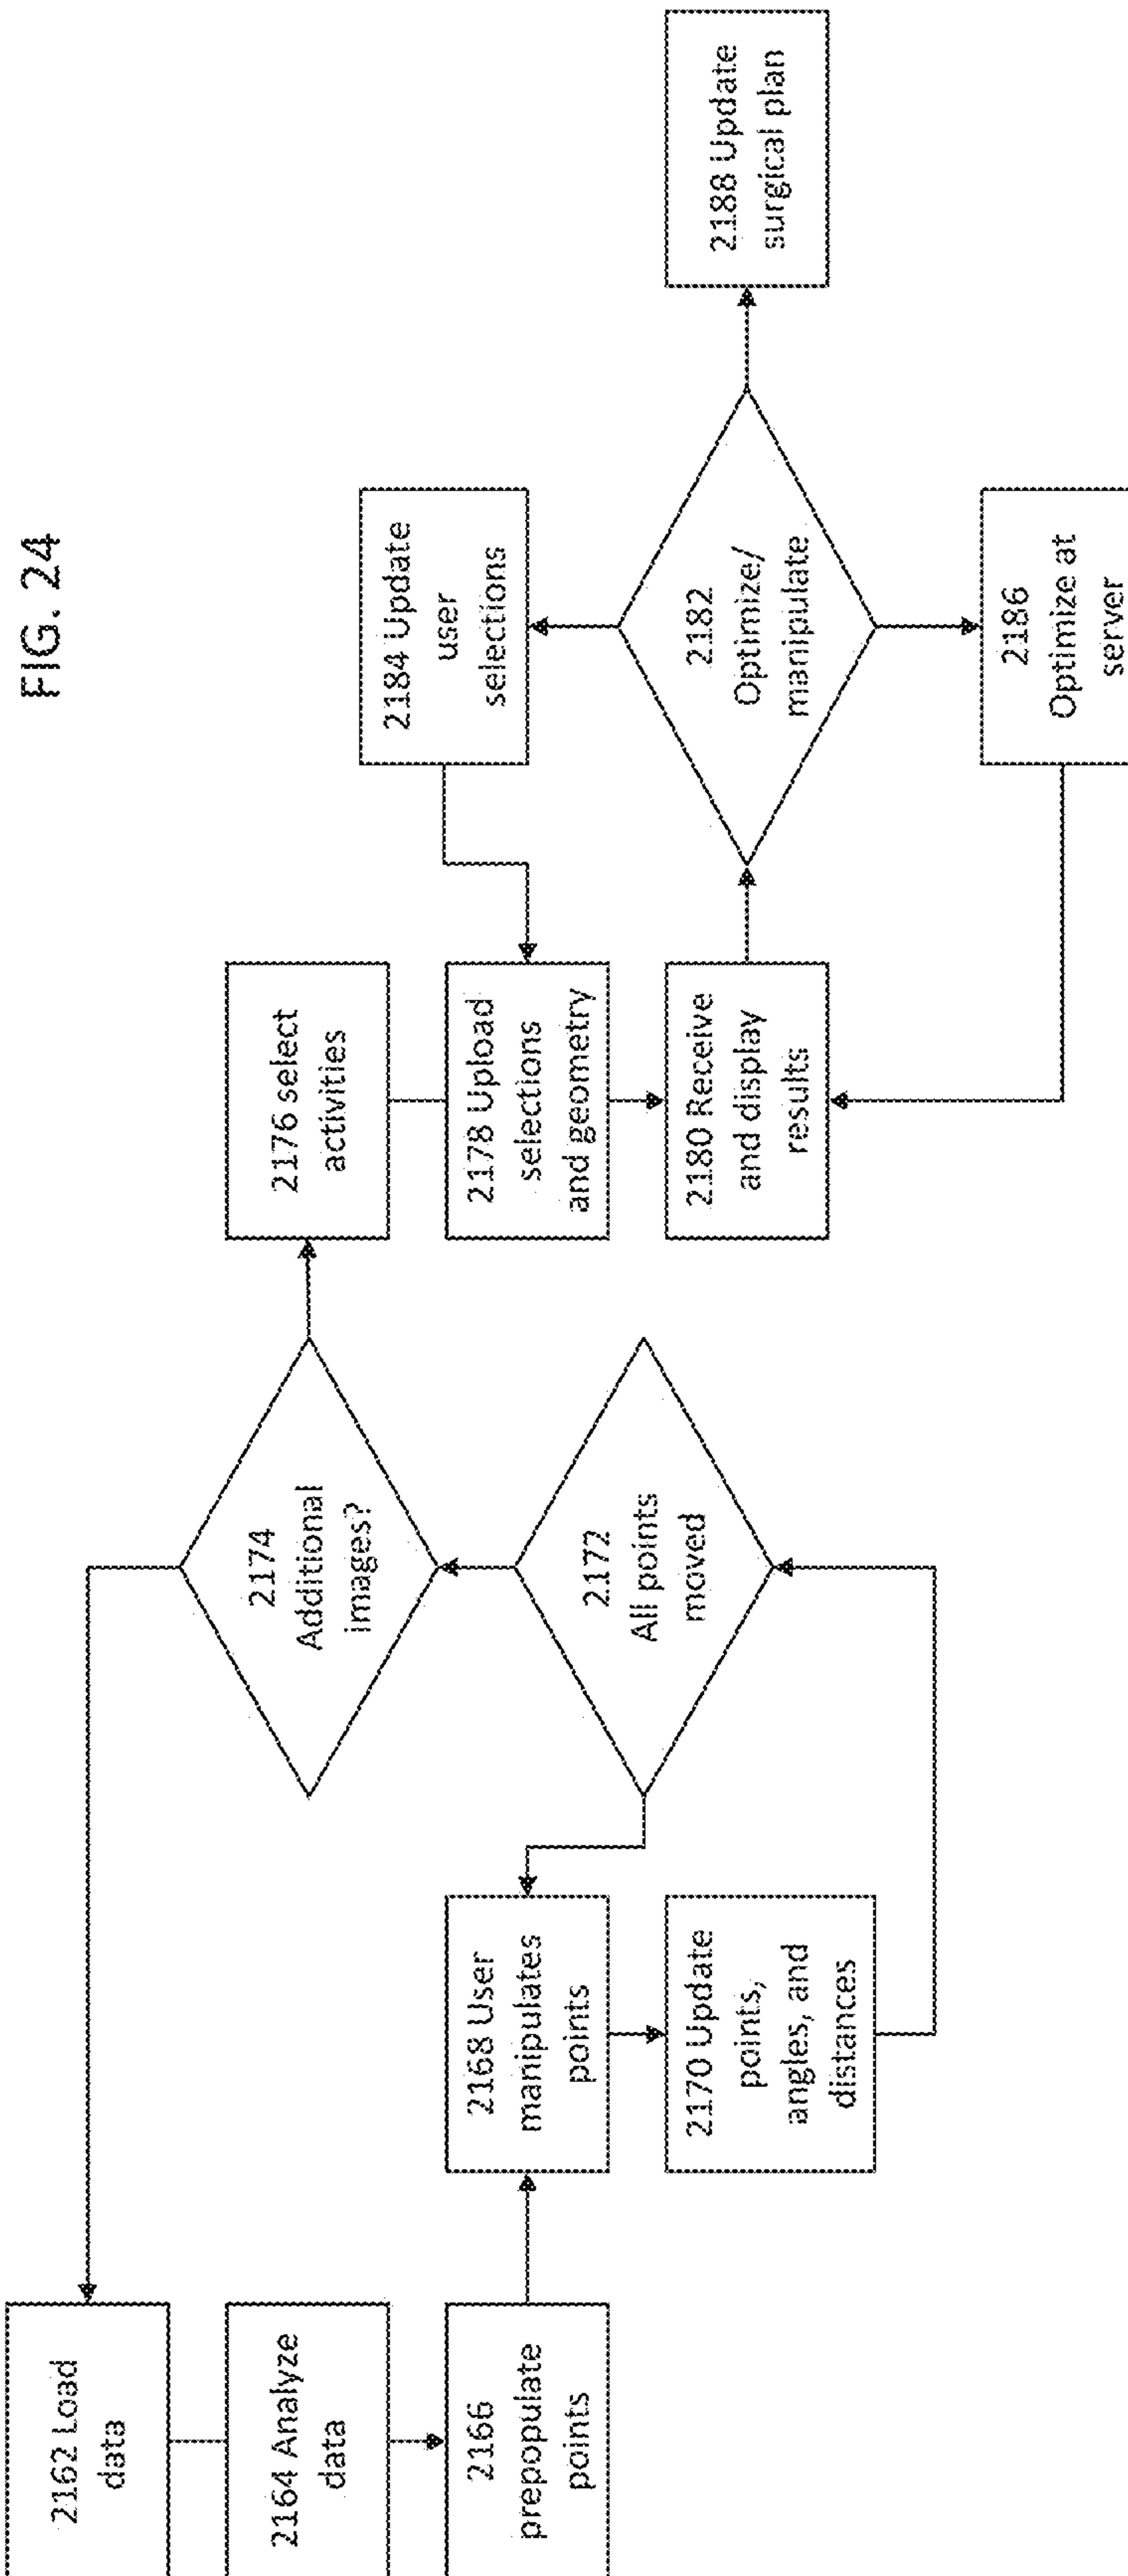 FIG. 24
2162 Load
data
2164 Analyze
data
2166
prepopulate
points
2168 User
manipulates
points
2170 Update
points,
angles, and
distances
2172
All points
moved
2174
Additional
images?
2176 select
activities
2178 Upload
selections
and geometry
2180 Receive
and display
results
2182
Optimize/
manipulate
2184 Update
user
selections
2186
Optimize at
server
2188 Update
surgical plan